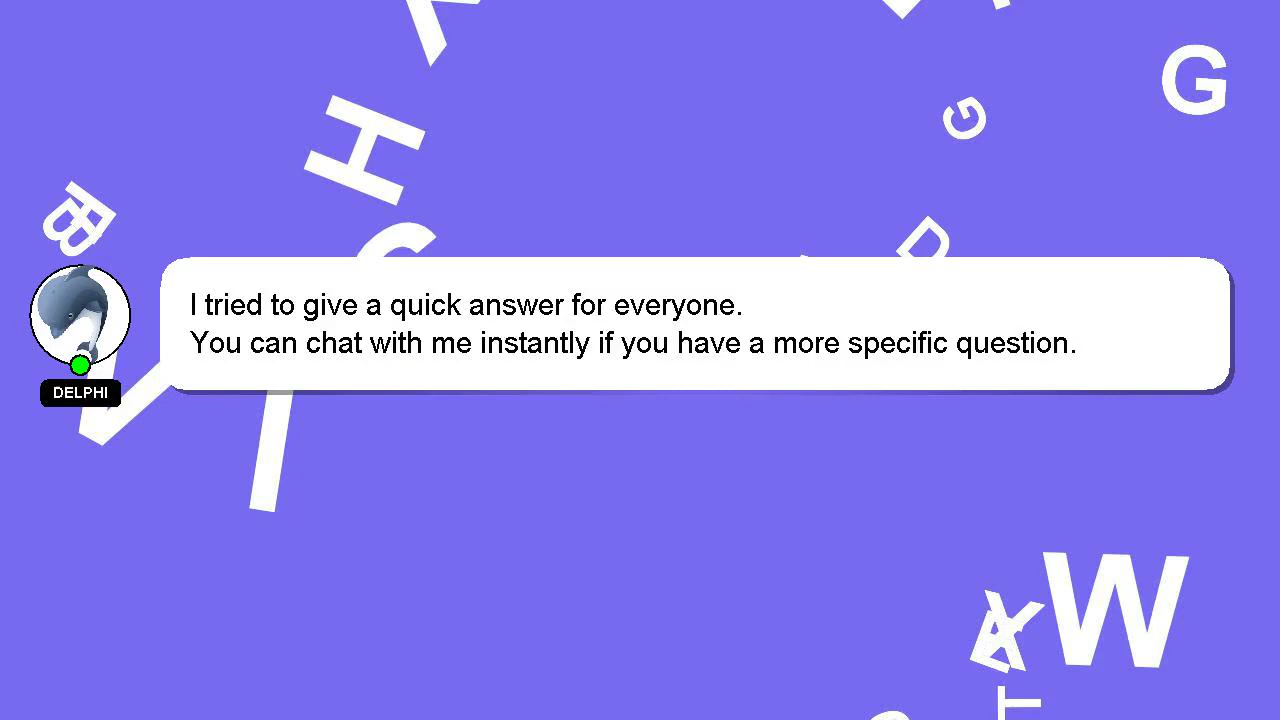 G
G
H
B
D
I tried to give a quick answer for everyone.
You can chat with me instantly if you have a more specific question.
DELPHI
W
T